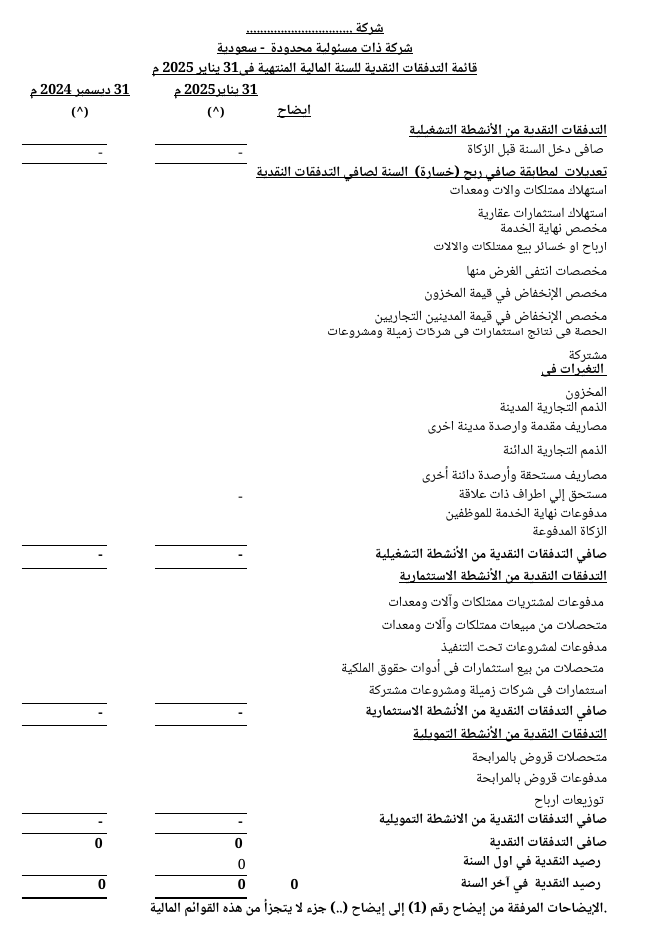 شركة ..............................
شركة ذات مسئولية محدودة - سعودية
قائمة التدفقات النقدية للسنة المالية المنتهية في31 يناير 2025 م
31 يناير2025 م 31 ديسمبر 2024 م
ايضاح (^) (^)
التدفقات النقدية من الأنشطة التشغيلية
صافى دخل السنة قبل الزكاة - -
تعديلات لمطابقة صافي ربح (خسارة) السنة لصافي التدفقات النقدية
استهلاك ممتلكات والات ومعدات
استهلاك استثمارات عقارية
مخصص نهاية الخدمة
ارباح او خسائر بيع ممتلكات والالات
مخصصات انتفى الغرض منها
مخصص الإنخفاض في قيمة المخزون
مخصص الإنخفاض في قيمة المدينين التجاريين
الحصة فى نتائج استثمارات فى شركات زميلة ومشروعات
مشتركة
التغيرات في
المخزون
الذمم التجارية المدينة
مصاريف مقدمة وارصدة مدينة اخرى
الذمم التجارية الدائنة
مصاريف مستحقة وأرصدة دائنة أخرى
مستحق إلي اطراف ذات علاقة -
مدفوعات نهاية الخدمة للموظفين
الزكاة المدفوعة
صافي التدفقات النقدية من الأنشطة التشغيلية - -
التدفقات النقدية من الأنشطة الاستثمارية
مدفوعات لمشتريات ممتلكات وآلات ومعدات
متحصلات من مبيعات ممتلكات وآلات ومعدات
مدفوعات لمشروعات تحت التنفيذ
متحصلات من بيع استثمارات فى أدوات حقوق الملكية
استثمارات فى شركات زميلة ومشروعات مشتركة
صافي التدفقات النقدية من الأنشطة الاستثمارية - -
التدفقات النقدية من الأنشطة التمويلية
متحصلات قروض بالمرابحة
مدفوعات قروض بالمرابحة
توزيعات ارباح
صافي التدفقات النقدية من الانشطة التمويلية - -
صافى التدفقات النقدية 0 0
رصيد النقدية في اول السنة 0
رصيد النقدية في آخر السنة 0 0 0
.الإيضاحات المرفقة من إيضاح رقم (1) إلى إيضاح (..) جزء لا يتجزأ من هذه القوائم المالية